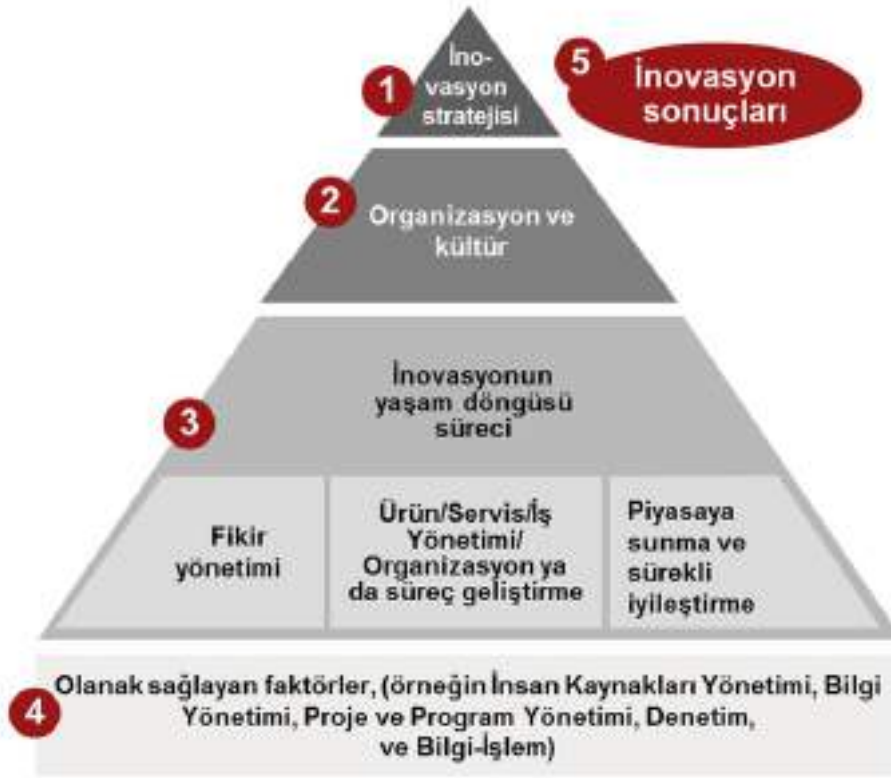 1
İno-
vasyon
stratejisi
5
İnovasyon
sonuçları
2
Organizasyon ve
kültür
3
İnovasyonun
yaşam döngüsü
süreci
Fikir
yönetimi
Ürün/Servis/İş
Yönetimi/
Organizasyon ya
da süreç geliştirme
Piyasaya
sunma ve
sürekli
iyileştirme
4
Olanak sağlayan faktörler, (örneğin İnsan Kaynakları Yönetimi, Bilgi
Yönetimi, Proje ve Program Yönetimi, Denetim,
ve Bilgi-İşlem)